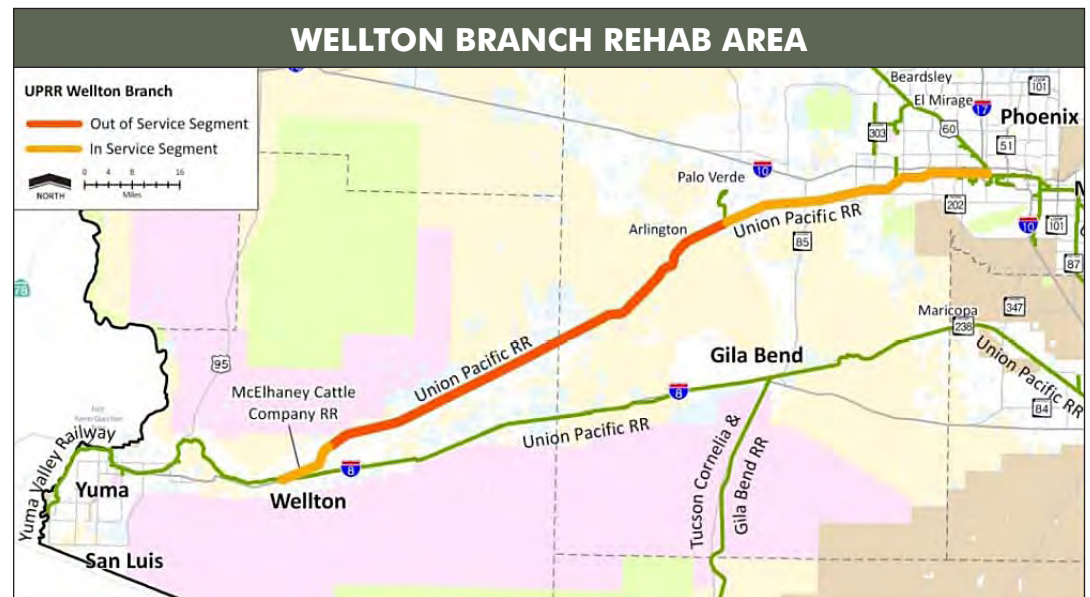 WELLTON BRANCH REHAB AREA
UPRR Wellton Branch
Out of Service Segment
In Service Segment
NORTH
0 4 8 16
Miles
Beardsley
El Mirage
17
101
Phoenix
303
60
51
Palo Verde
10
202
Arlington
Union Pacific RR
85
10
101
87
78
Maricopa
347
238
Gila Bend
Union Pacific RR
95
Union Pacific RR
McElhaney Cattle
Company RR
8
84
Union Pacific RR
Yuma Valley Railway
8
Yuma
Wellton
Tucson Cornelia &
Gila Bend RR
San Luis